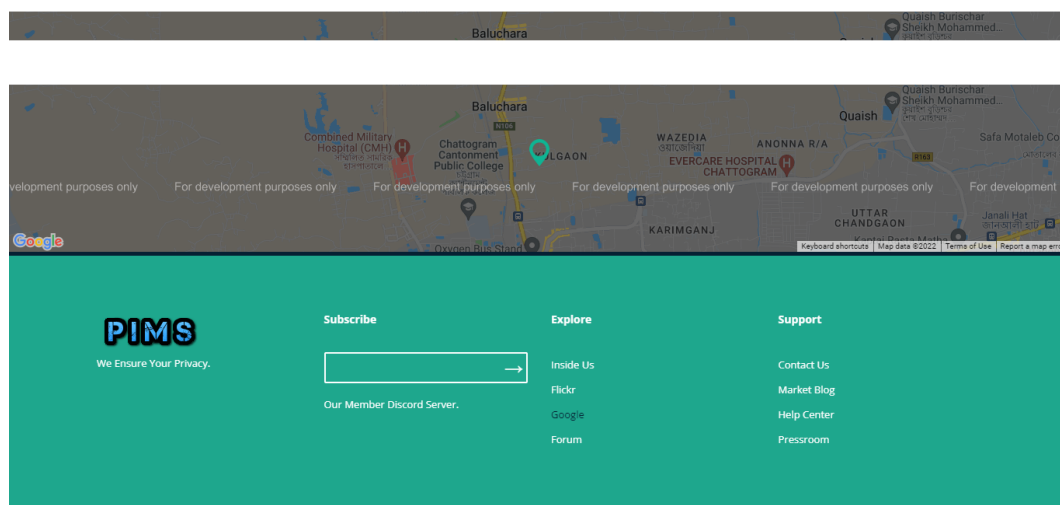 Quaish Burischar
Sheikh Mohammed...
Baluchara
Quaish Burischar
Sheikh Mohammed...
Baluchara
Quaish
N106
Combined Military
Hospital (CMH)
Chattogram
Cantonment
Public College
WAZEDIA
ওয়াজেদিয়া
ANONNA R/A
Safa Motaleb Co
EVERCARE HOSPITAL
CHATTOGRAM
R163
velopment purposes only For development purposes only For development purposes only For development purposes only For development purposes only For development
UTTAR
CHANDGAON
Janali Hat
KARIMGANJ
Google
Oxygen Bus Stand
Keyboard shortcuts Map data ©2022 Terms of Use Report a map erro
PIMS
We Ensure Your Privacy.
Subscribe
→
Our Member Discord Server.
Explore
Inside Us
Flickr
Google
Forum
Support
Contact Us
Market Blog
Help Center
Pressroom